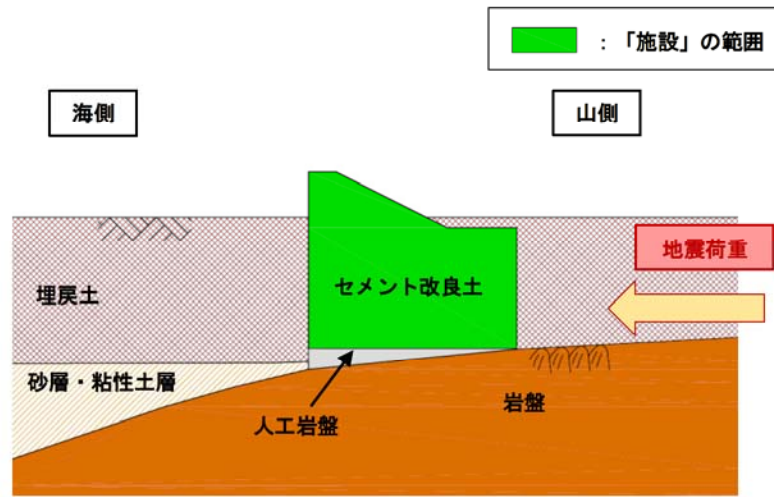 ：「施設」の範囲
海側
山側
地震荷重
セメント改良土
埋戻土
砂層・粘性土層
岩盤
人工岩盤